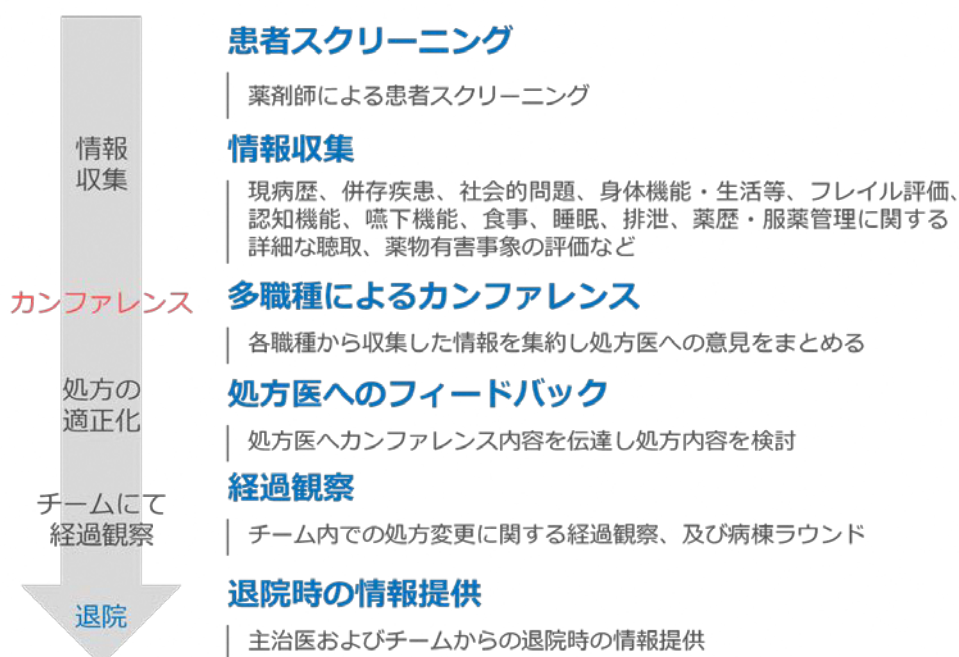 患者スクリーニング
薬剤師による患者スクリーニング
情報
収集
情報収集
現病歴、併存疾患、社会的問題、身体機能・生活等、フレイル評価、
認知機能、嚥下機能、食事、睡眠、排泄、薬歴・服薬管理に関する
詳細な聴取、薬物有害事象の評価など
カンファレンス
多職種によるカンファレンス
各職種から収集した情報を集約し処方医への意見をまとめる
処方の
適正化
処方医へのフィードバック
処方医へカンファレンス内容を伝達し処方内容を検討
チームにて
経過観察
経過観察
チーム内での処方変更に関する経過観察、及び病棟ラウンド
退院
退院時の情報提供
主治医およびチームからの退院時の情報提供